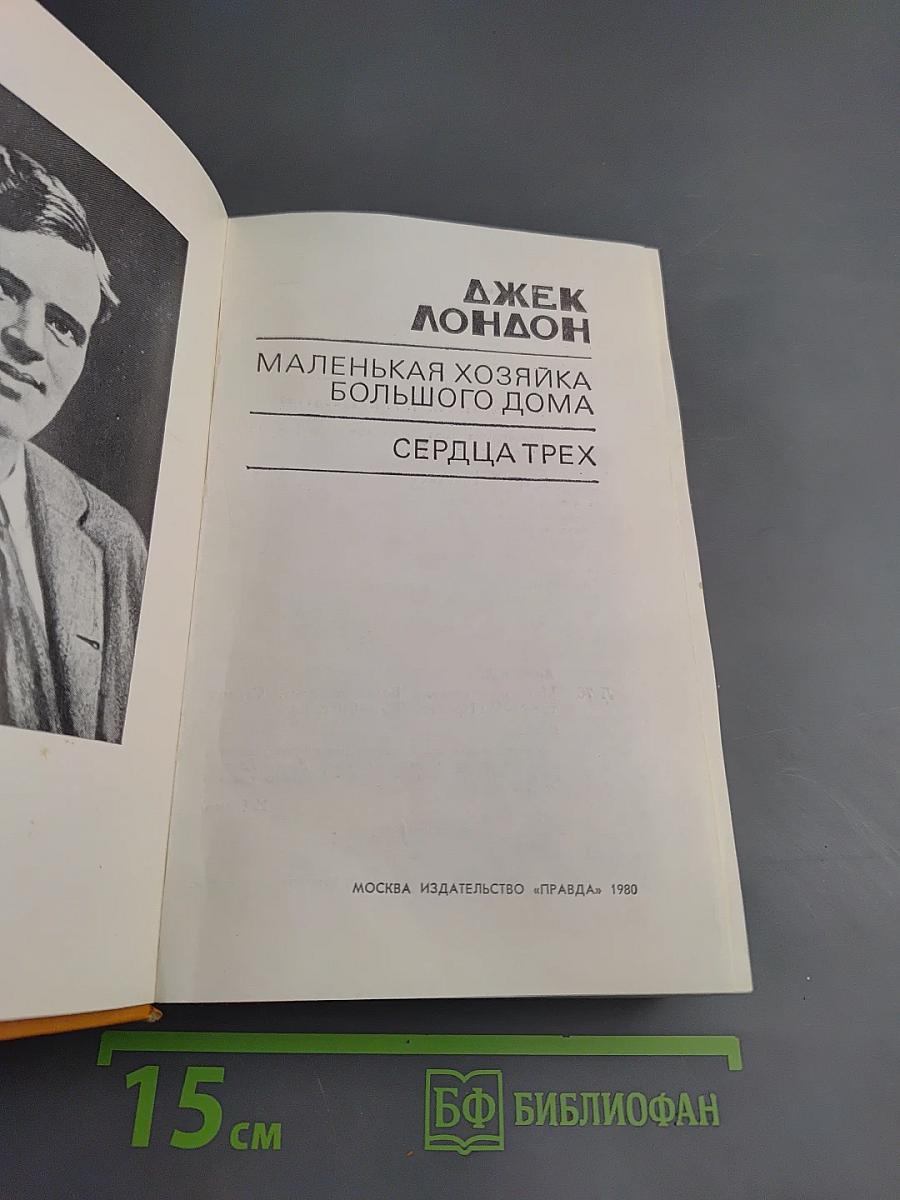 ДЖЕК
ЛОНДОН
МАЛЕНЬКАЯ ХОЗЯЙКА
БОЛЬШОГО ДОМА
СЕРДЦА ТРЕХ
МОСКВА ИЗДАТЕЛЬСТВО «ПРАВДА» 1980
15 СМ
БФ БИБЛИОФАН